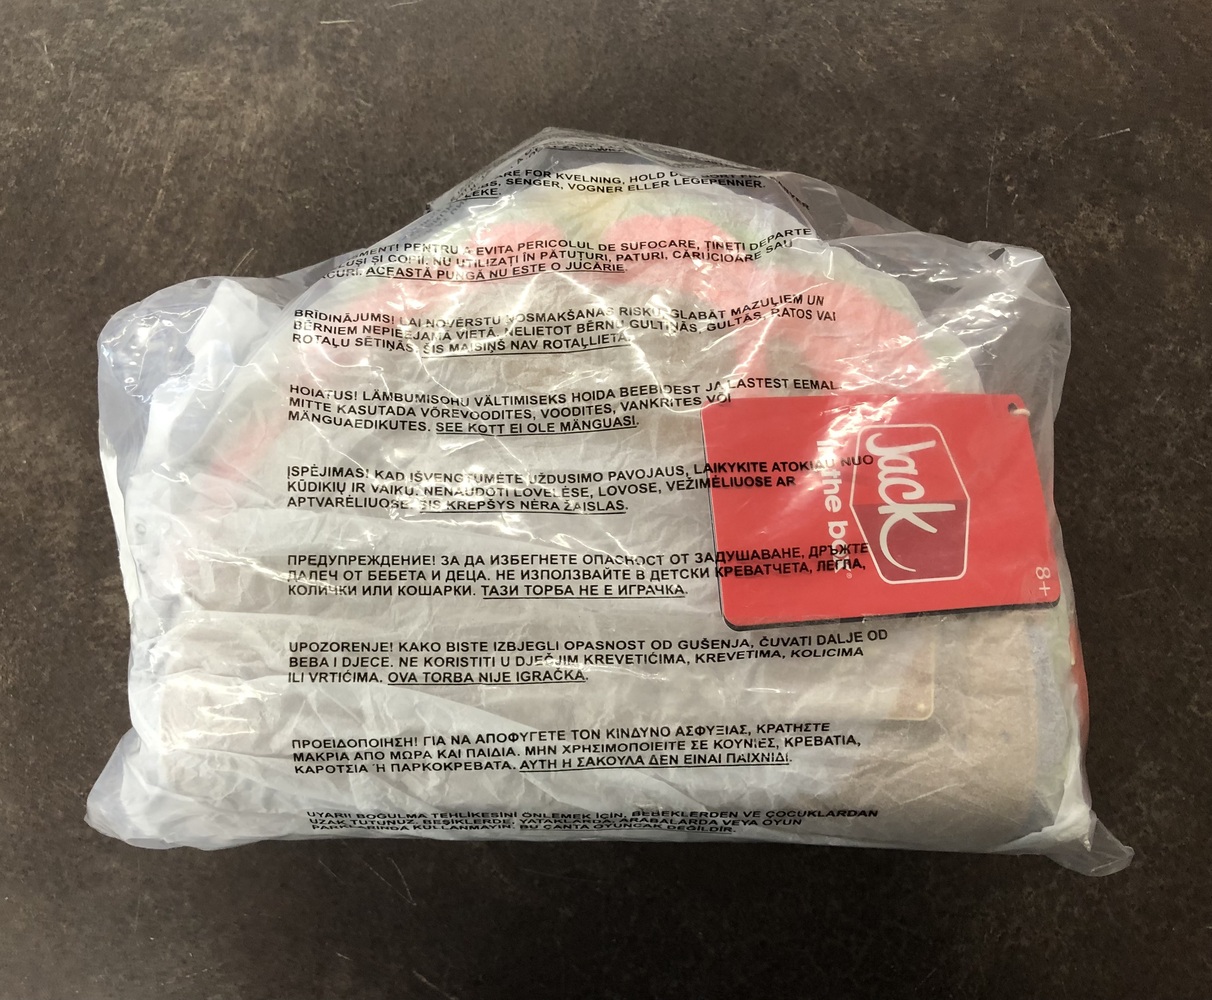 ARE FOR KVELNING, HOLD
SENGER, VOGNER ELLER LEGEPENNER.
PENTRU A EVITA PERICOLUL DE SUFOCARE, ȚINEȚI DEPARTE
ȘI COPII. NU UTILIZAȚI ÎN PĂTUȚURI, PATURI, CĂRUCIOARE SAU
ACEASTĂ PUNGĂ NU ESTE O JUCĂRIE.
BRĪDINĀJUMS! LAI NOVĒRSTU NOSMAKŠANAS RISKU, GLABĀT MAZUĻIEM UN
BĒRNIEM NEPIEEJAMĀ VIETĀ. NELIETOT BĒRNU GULTIŅĀS, GULTĀS, RATOS VAI
ROTAĻU SĒTIŅĀS. ŠIS MAISIŅŠ NAV ROTAĻLIETA.
HOIATUS! LÄMBUMISOHU VÄLTIMISEKS HOIDA BEEBIDEST JA LASTEST EEMAL.
MITTE KASUTADA VÕREVOODITES, VOODITES, VANKRITES VÕI
MÄNGUAEDIKUTES. SEE KOTT EI OLE MÄNGUASI.
ĮSPĖJIMAS! KAD IŠVENGTUMĖTE UŽDUSIMO PAVOJAUS, LAIKYKITE ATOKIAU NUO
KŪDIKIŲ IR VAIKŲ. NENAUDOTI LOVELĖSE, LOVOSE, VEŽIMĖLIUOSE AR
APTVARĖLIUOSE. ŠIS KREPŠYS NĖRA ŽAISLAS.
ПРЕДУПРЕЖДЕНИЕ! ЗА ДА ИЗБЕГНЕТЕ ОПАСНОСТ ОТ ЗАДУШАВАНЕ, ДРЪЖТЕ
ДАЛЕЧ ОТ БЕБЕТА И ДЕЦА. НЕ ИЗПОЛЗВАЙТЕ В ДЕТСКИ КРЕВАТЧЕТА, ЛЕГЛА,
КОЛИЧКИ ИЛИ КОШАРКИ. ТАЗИ ТОРБА НЕ Е ИГРАЧКА.
UPOZORENJE! KAKO BISTE IZBJEGLI OPASNOST OD GUŠENJA, ČUVATI DALJE OD
BEBA I DJECE. NE KORISTITI U DJEČJIM KREVETIĆIMA, KREVETIMA, KOLICIMA
ILI VRTIĆIMA. OVA TORBA NIJE IGRAČKA.
ΠΡΟΕΙΔΟΠΟΙΗΣΗ! ΓΙΑ ΝΑ ΑΠΟΦΥΓΕΤΕ ΤΟΝ ΚΙΝΔΥΝΟ ΑΣΦΥΞΙΑΣ, ΚΡΑΤΗΣΤΕ
ΜΑΚΡΙΑ ΑΠΟ ΜΩΡΑ ΚΑΙ ΠΑΙΔΙΑ. ΜΗΝ ΧΡΗΣΙΜΟΠΟΙΕΙΤΕ ΣΕ ΚΟΥΝΙΕΣ, ΚΡΕΒΑΤΙΑ,
ΚΑΡΟΤΣΙΑ Ή ΠΑΡΚΟΚΡΕΒΑΤΑ. ΑΥΤΗ Η ΣΑΚΟΥΛΑ ΔΕΝ ΕΙΝΑΙ ΠΑΙΧΝΙΔΙ.
UYARI! BOĞULMA TEHLİKESİNİ ÖNLEMEK İÇİN, BEBEKLERDEN VE ÇOCUKLARDAN
UZAK TUTUNUZ. BEŞİKLERDE, YATAKLARDA, ARABALARDA VEYA OYUN
PARKLARINDA KULLANMAYIN. BU ÇANTA OYUNCAK DEĞİLDİR.
Jack
in the box®
8+